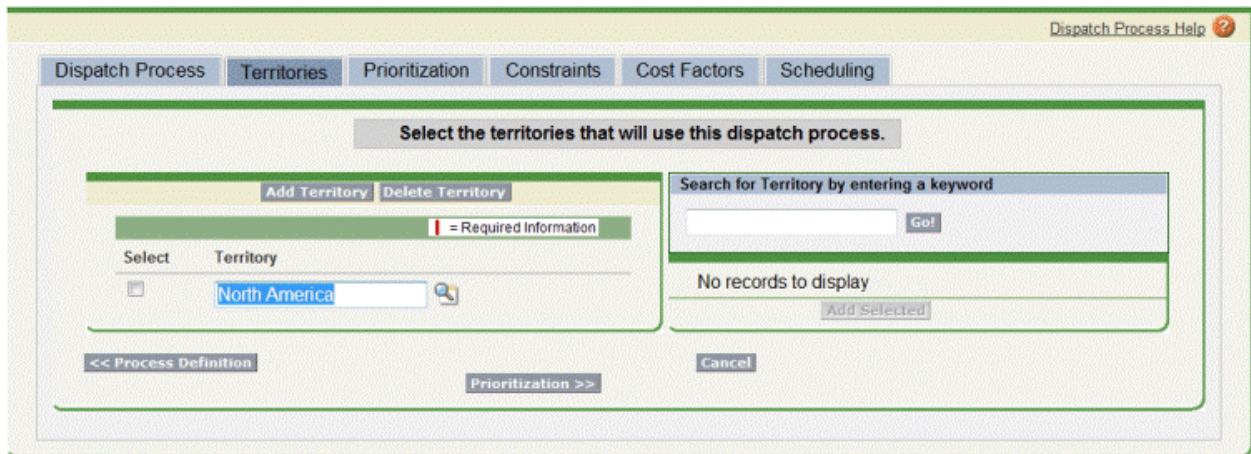 Dispatch Process Help
Dispatch Process Territories Prioritization Constraints Cost Factors Scheduling
Select the territories that will use this dispatch process.
Add Territory Delete Territory
= Required Information
Select Territory
North America
Search for Territory by entering a keyword
Go!
No records to display
Add Selected
<< Process Definition
Prioritization >>
Cancel